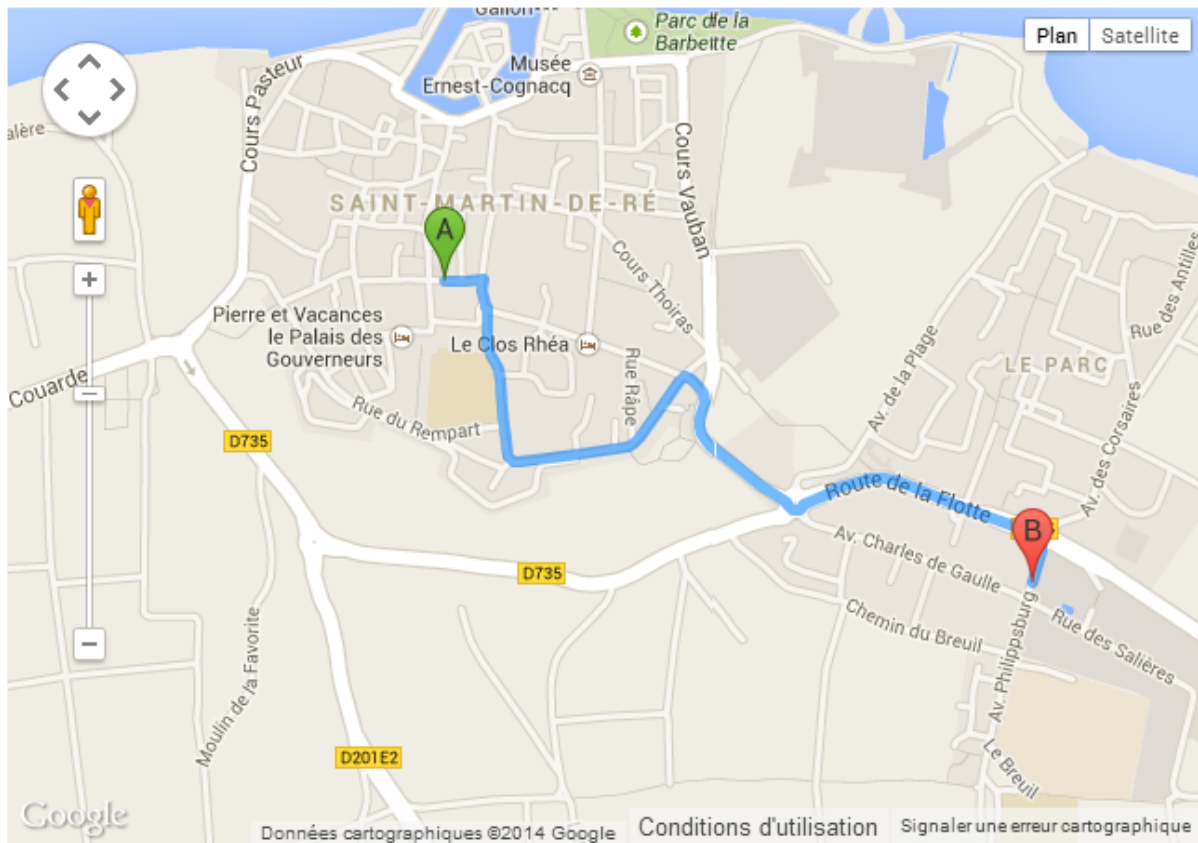 Parc de la
Barbette
Plan
Satellite
Musée
Ernest-Cognacq
Cours Pasteur
Cours Vauban
SAINT-MARTIN-DE-RÉ
A
Cours Thoiras
Rue des Antilles
Pierre et Vacances
le Palais des
Gouverneurs
Le Clos Rhéa
Rue Râpe
Av. de la Plage
LE PARC
Couarde
Rue du Rempart
D735
Av. des Corsaires
Route de la Flotte
B
Av. Charles de Gaulle
D735
Chemin du Breuil
Rue des Salières
Av. Philippsburg
Moulin de la Favorite
Le Breuil
D201E2
Google
Données cartographiques ©2014 Google
Conditions d'utilisation
Signaler une erreur cartographique